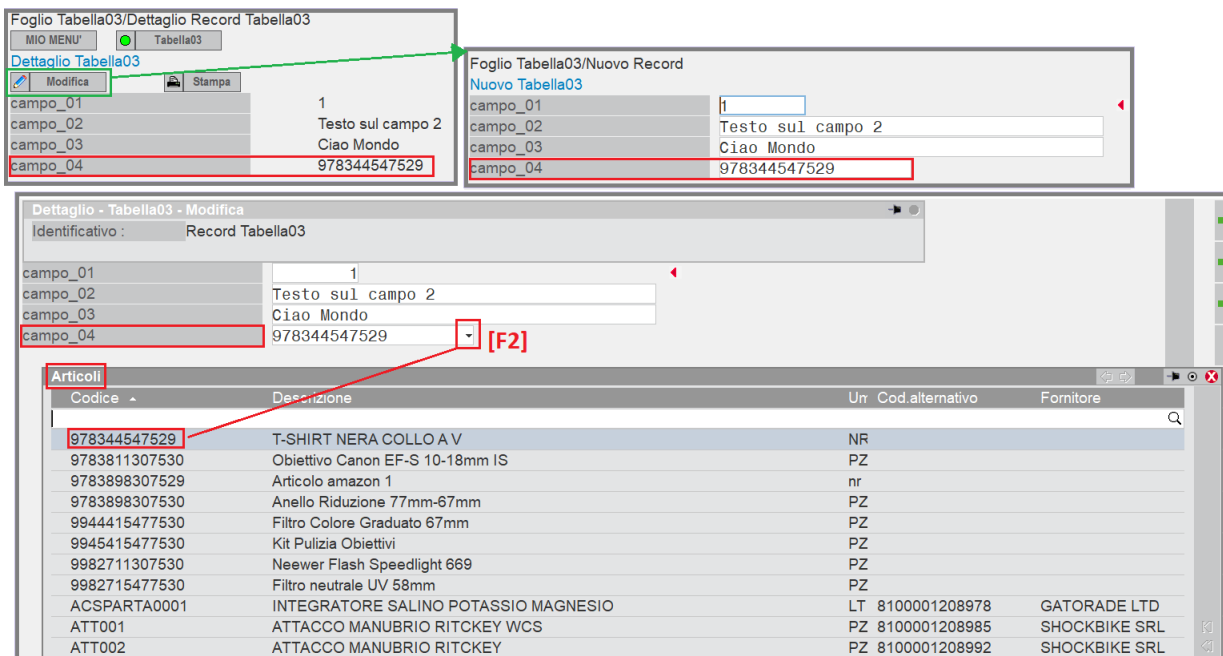 Foglio Tabella03/Dettaglio Record Tabella03
MIO MENU' Tabella03
Dettaglio Tabella03
Modifica Stampa
campo_01 1
campo_02 Testo sul campo 2
campo_03 Ciao Mondo
campo_04 978344547529
Foglio Tabella03/Nuovo Record
Nuovo Tabella03
campo_01 1
campo_02 Testo sul campo 2
campo_03 Ciao Mondo
campo_04 978344547529
Dettaglio - Tabella03 - Modifica
Identificativo : Record Tabella03
campo_01 1
campo_02 Testo sul campo 2
campo_03 Ciao Mondo
campo_04 978344547529 [F2]
Articoli
Codice Descrizione Um Cod.alternativo Fornitore
978344547529 T-SHIRT NERA COLLO A V NR
9783811307530 Obiettivo Canon EF-S 10-18mm IS PZ
9783898307529 Articolo amazon 1 nr
9783898307530 Anello Riduzione 77mm-67mm PZ
9944415477530 Filtro Colore Graduato 67mm PZ
9945415477530 Kit Pulizia Obiettivi PZ
9982711307530 Neewer Flash Speedlight 669 PZ
9982715477530 Filtro neutrale UV 58mm PZ
ACSPARTA0001 INTEGRATORE SALINO POTASSIO MAGNESIO LT 8100001208978 GATORADE LTD
ATT001 ATTACCO MANUBRIO RITCKEY WCS PZ 8100001208985 SHOCKBIKE SRL
ATT002 ATTACCO MANUBRIO RITCKEY PZ 8100001208992 SHOCKBIKE SRL